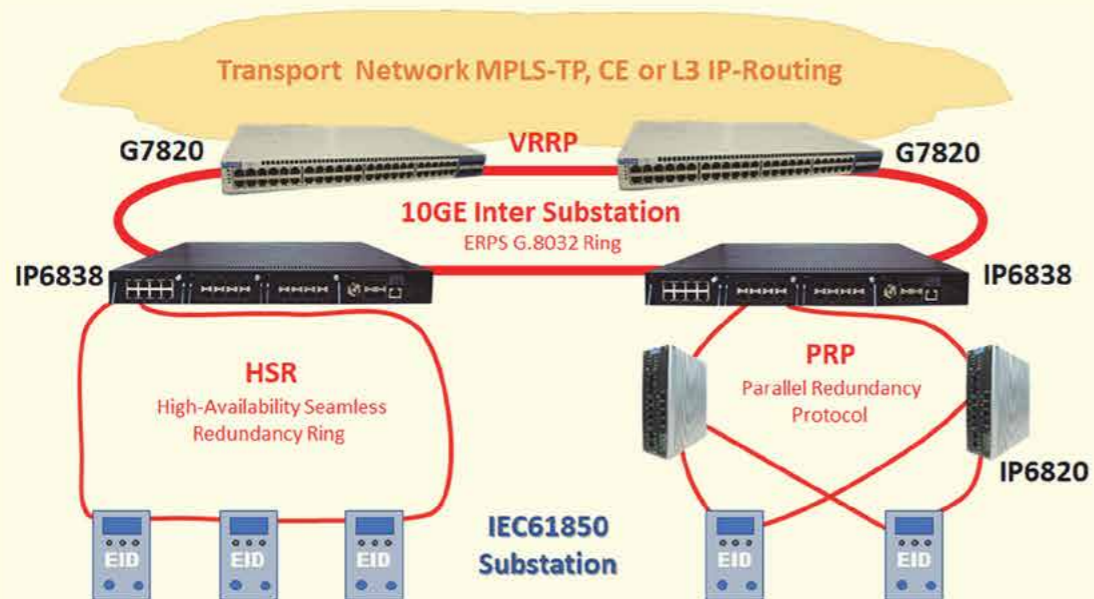 Transport Network MPLS-TP, CE or L3 IP-Routing
G7820
VRRP
G7820
10GE Inter Substation
ERPS G.8032 Ring
IP6838
IP6838
HSR
High-Availability Seamless
Redundancy Ring
PRP
Parallel Redundancy
Protocol
IP6820
IEC61850
Substation
EID
EID
EID
EID
EID